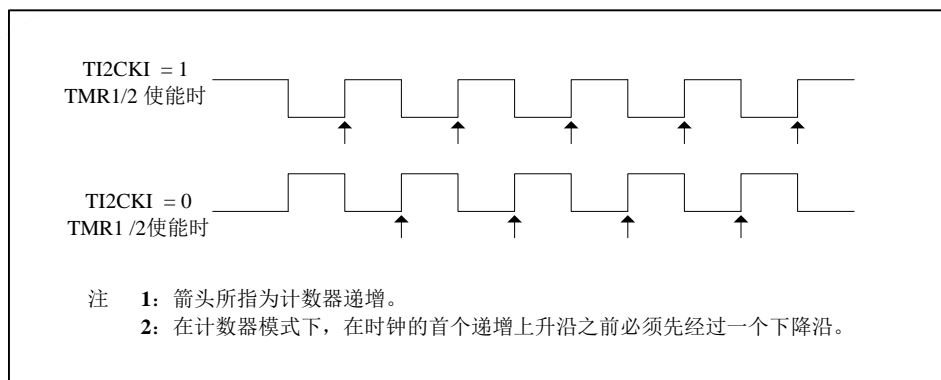 TI2CKI = 1
TMR1/2 使能时
TI2CKI = 0
TMR1 /2使能时
注 1：箭头所指为计数器递增。
2：在计数器模式下，在时钟的首个递增上升沿之前必须先经过一个下降沿。